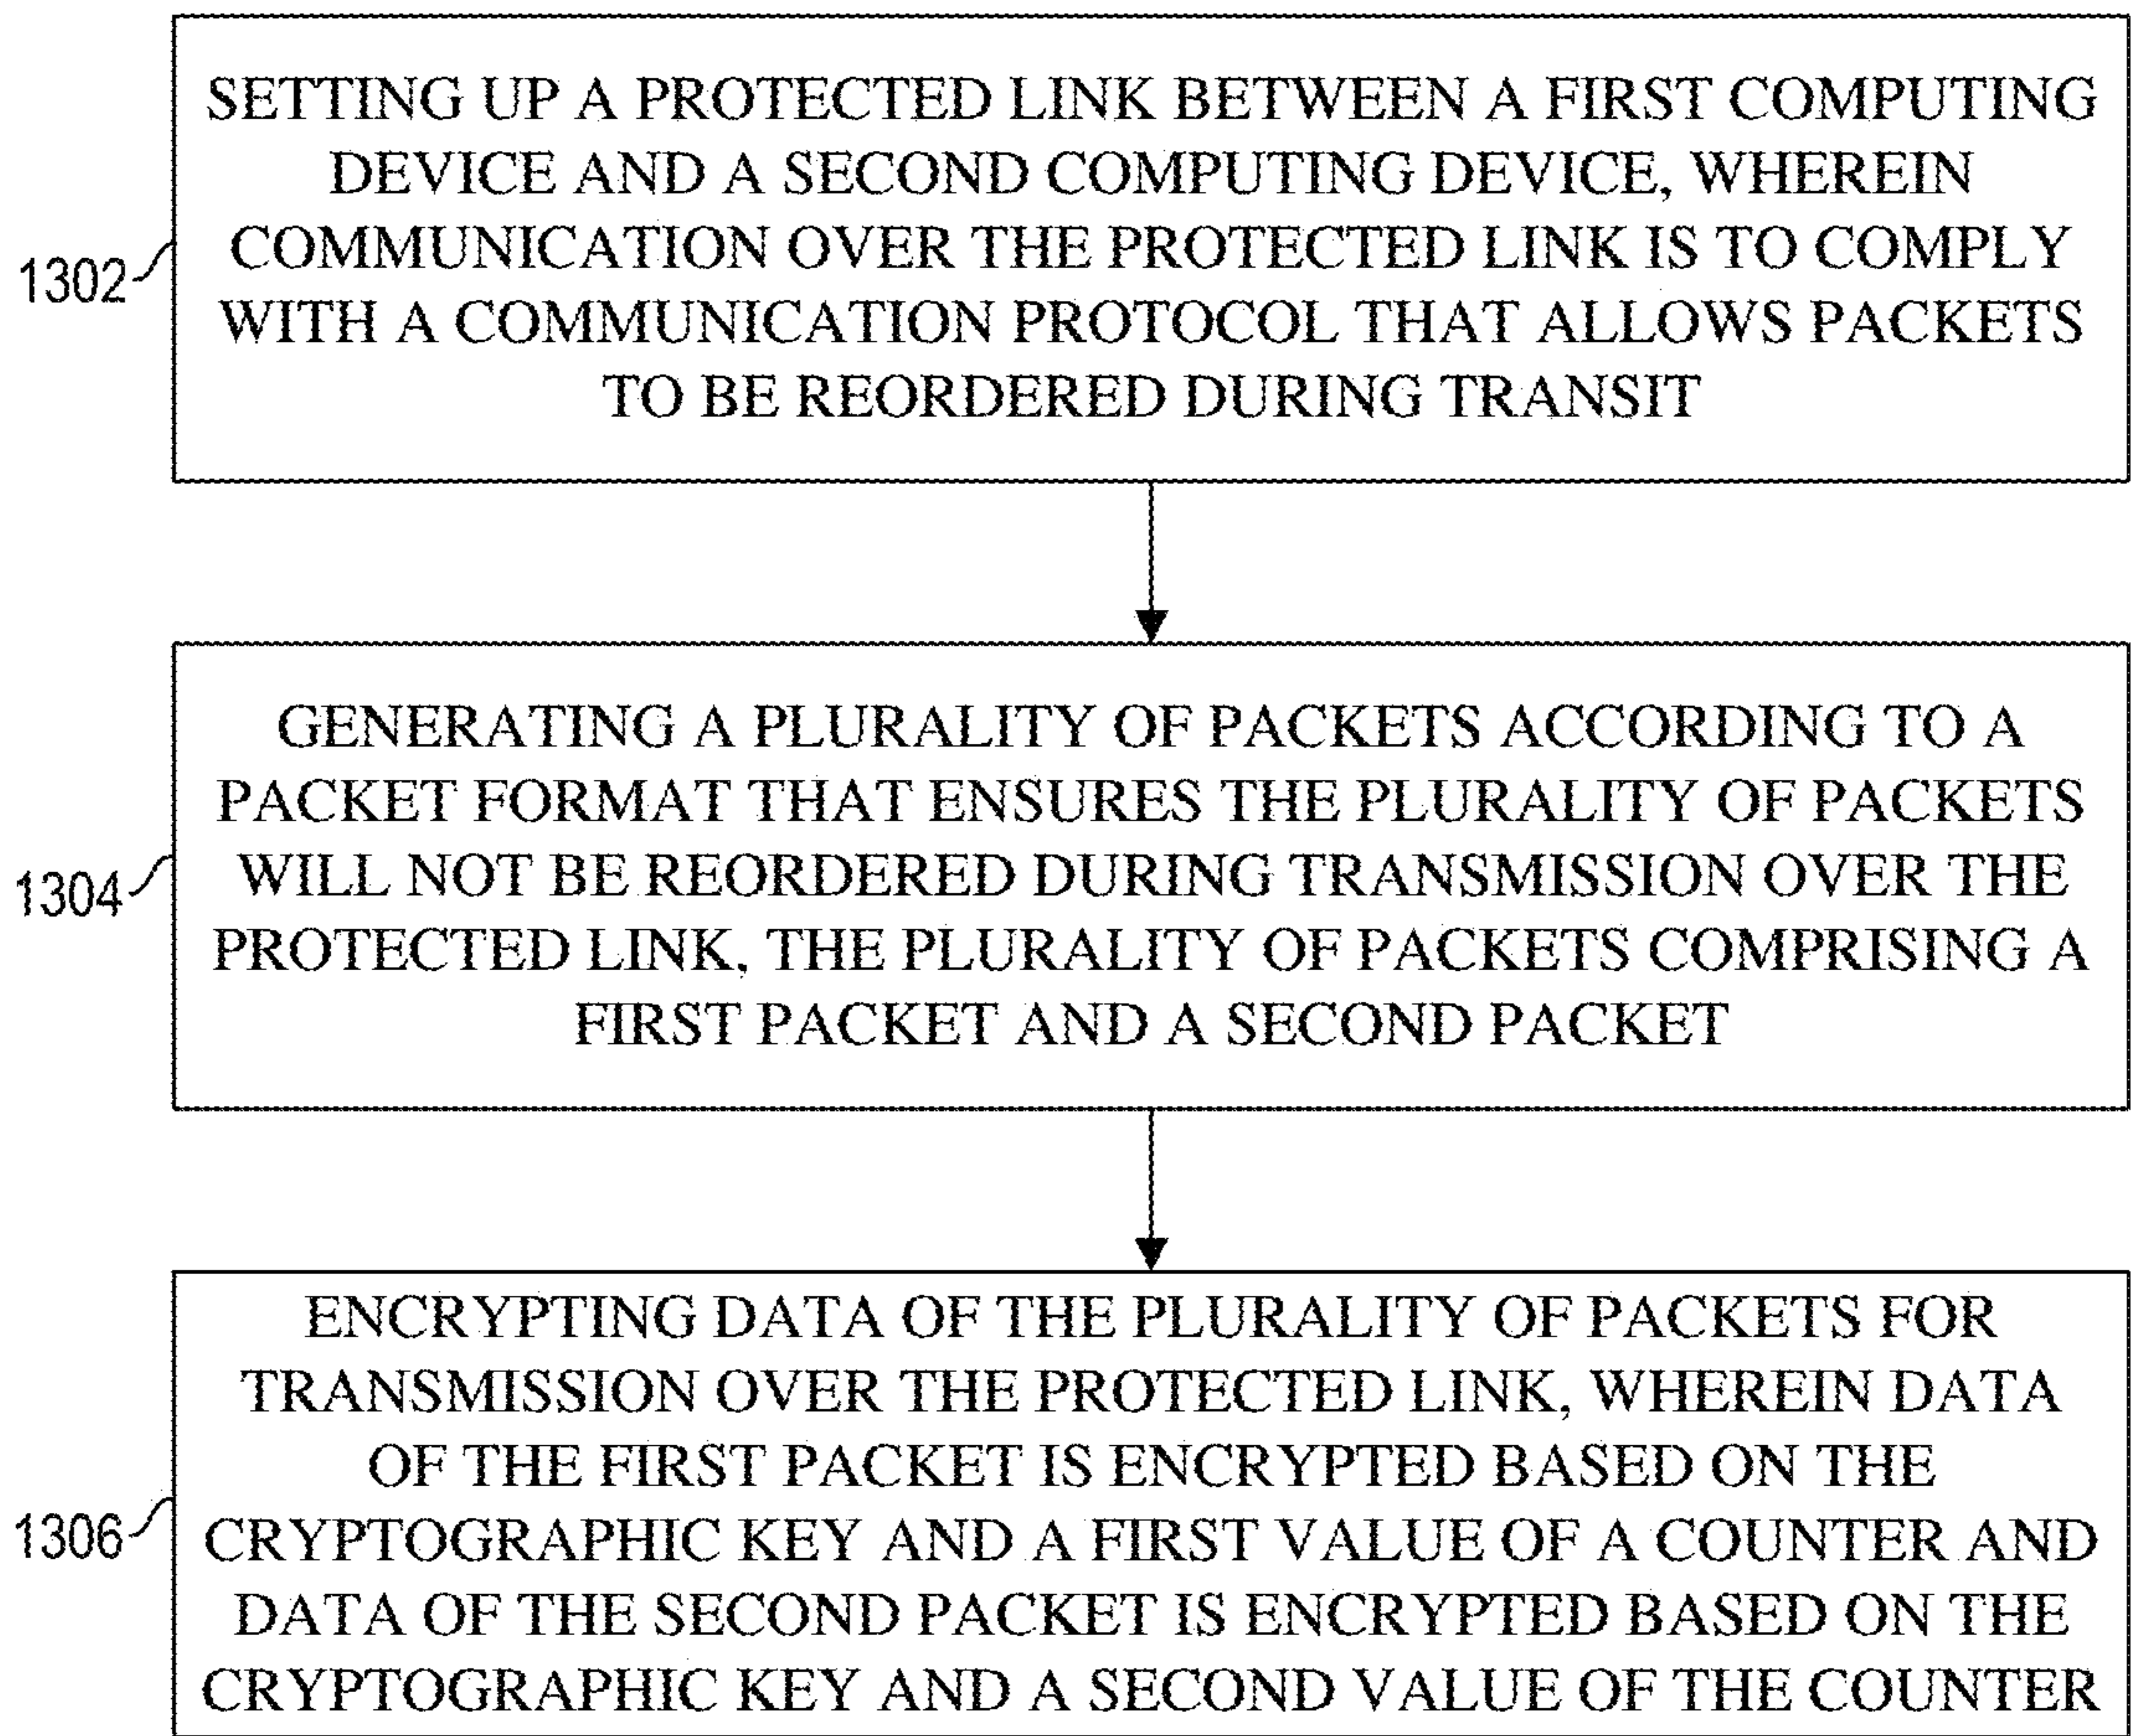 SETTING UP A PROTECTED LINK BETWEEN A FIRST COMPUTING
DEVICE AND A SECOND COMPUTING DEVICE, WHEREIN
COMMUNICATION OVER THE PROTECTED LINK IS TO COMPLY
WITH A COMMUNICATION PROTOCOL THAT ALLOWS PACKETS
TO BE REORDERED DURING TRANSIT
1302
GENERATING A PLURALITY OF PACKETS ACCORDING TO A
PACKET FORMAT THAT ENSURES THE PLURALITY OF PACKETS
WILL NOT BE REORDERED DURING TRANSMISSION OVER THE
PROTECTED LINK, THE PLURALITY OF PACKETS COMPRISING A
FIRST PACKET AND A SECOND PACKET
1304
ENCRYPTING DATA OF THE PLURALITY OF PACKETS FOR
TRANSMISSION OVER THE PROTECTED LINK, WHEREIN DATA
OF THE FIRST PACKET IS ENCRYPTED BASED ON THE
CRYPTOGRAPHIC KEY AND A FIRST VALUE OF A COUNTER AND
DATA OF THE SECOND PACKET IS ENCRYPTED BASED ON THE
CRYPTOGRAPHIC KEY AND A SECOND VALUE OF THE COUNTER
1306